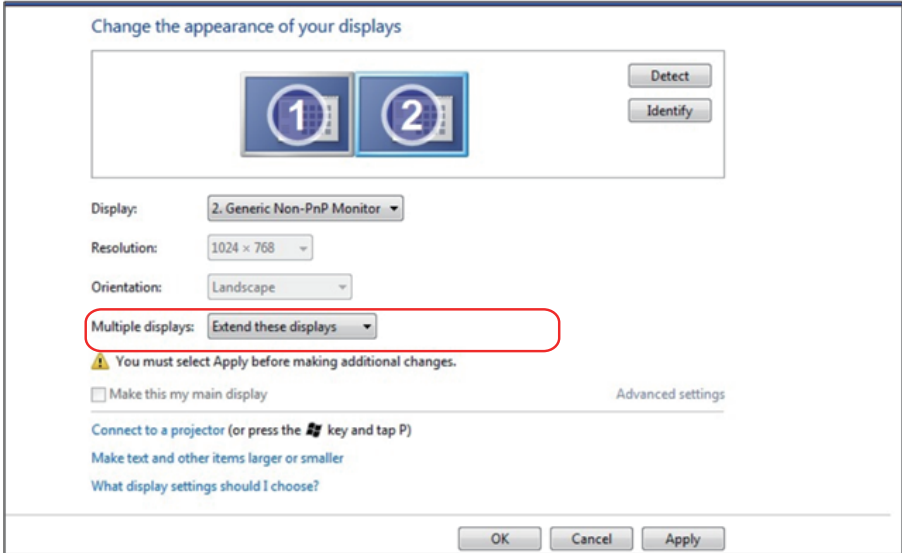 Change the appearance of your displays
1
2
Detect
Identify
Display: 2. Generic Non-PnP Monitor
Resolution: 1024 × 768
Orientation: Landscape
Multiple displays: Extend these displays
You must select Apply before making additional changes.
Make this my main display
Advanced settings
Connect to a projector (or press the key and tap P)
Make text and other items larger or smaller
What display settings should I choose?
OK
Cancel
Apply